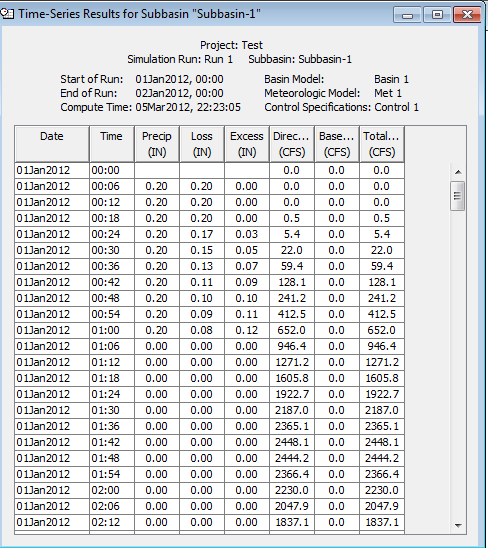 Time-Series Results for Subbasin "Subbasin-1"
Project: Test
Simulation Run: Run 1 Subbasin: Subbasin-1
Start of Run: 01Jan2012, 00:00 Basin Model: Basin 1
End of Run: 02Jan2012, 00:00 Meteorologic Model: Met 1
Compute Time: 05Mar2012, 22:23:05 Control Specifications: Control 1
Date Time Precip Loss Excess Direc... Base... Total...
(IN) (IN) (IN) (CFS) (CFS) (CFS)
01Jan2012 00:00 0.0 0.0 0.0
01Jan2012 00:06 0.20 0.20 0.00 0.0 0.0 0.0
01Jan2012 00:12 0.20 0.20 0.00 0.0 0.0 0.0
01Jan2012 00:18 0.20 0.20 0.00 0.5 0.0 0.5
01Jan2012 00:24 0.20 0.17 0.03 5.4 0.0 5.4
01Jan2012 00:30 0.20 0.15 0.05 22.0 0.0 22.0
01Jan2012 00:36 0.20 0.13 0.07 59.4 0.0 59.4
01Jan2012 00:42 0.20 0.11 0.09 128.1 0.0 128.1
01Jan2012 00:48 0.20 0.10 0.10 241.2 0.0 241.2
01Jan2012 00:54 0.20 0.09 0.11 412.5 0.0 412.5
01Jan2012 01:00 0.20 0.08 0.12 652.0 0.0 652.0
01Jan2012 01:06 0.00 0.00 0.00 946.4 0.0 946.4
01Jan2012 01:12 0.00 0.00 0.00 1271.2 0.0 1271.2
01Jan2012 01:18 0.00 0.00 0.00 1605.8 0.0 1605.8
01Jan2012 01:24 0.00 0.00 0.00 1922.7 0.0 1922.7
01Jan2012 01:30 0.00 0.00 0.00 2187.0 0.0 2187.0
01Jan2012 01:36 0.00 0.00 0.00 2365.1 0.0 2365.1
01Jan2012 01:42 0.00 0.00 0.00 2448.1 0.0 2448.1
01Jan2012 01:48 0.00 0.00 0.00 2444.2 0.0 2444.2
01Jan2012 01:54 0.00 0.00 0.00 2366.4 0.0 2366.4
01Jan2012 02:00 0.00 0.00 0.00 2230.0 0.0 2230.0
01Jan2012 02:06 0.00 0.00 0.00 2047.9 0.0 2047.9
01Jan2012 02:12 0.00 0.00 0.00 1837.1 0.0 1837.1